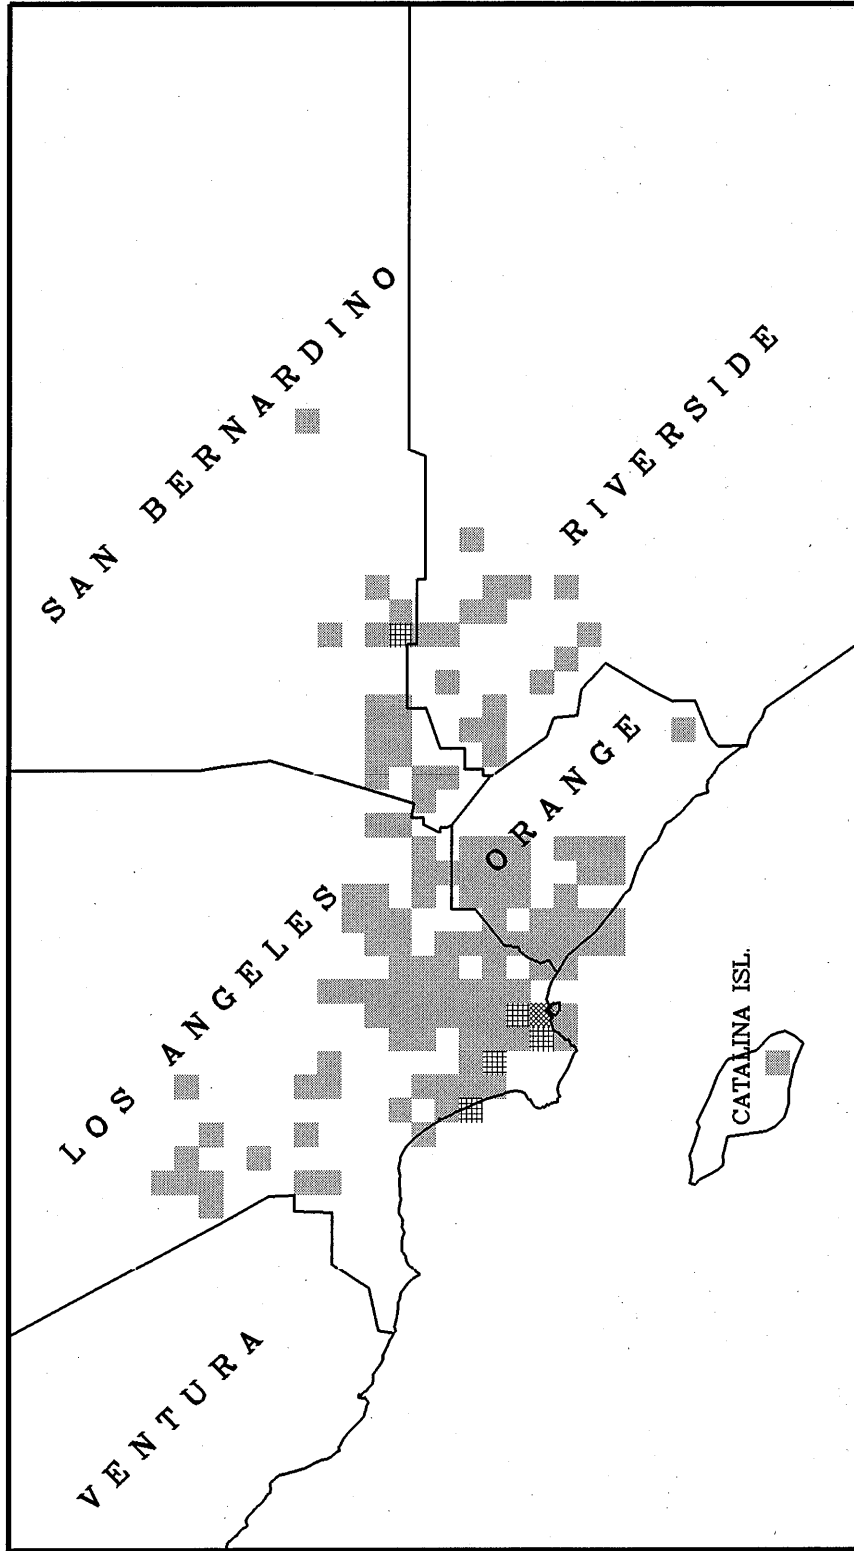 SAN BERNARDINO
RIVERSIDE
LOS ANGELES
ORANGE
VENTURA
CATALINA ISL.